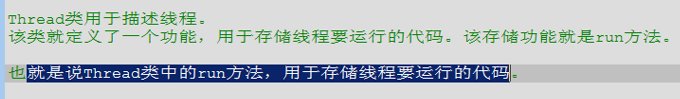 Thread类用于描述线程。
该类就定义了一个功能，用于存储线程要运行的代码。该存储功能就是run方法。
也就是说Thread类中的run方法，用于存储线程要运行的代码。